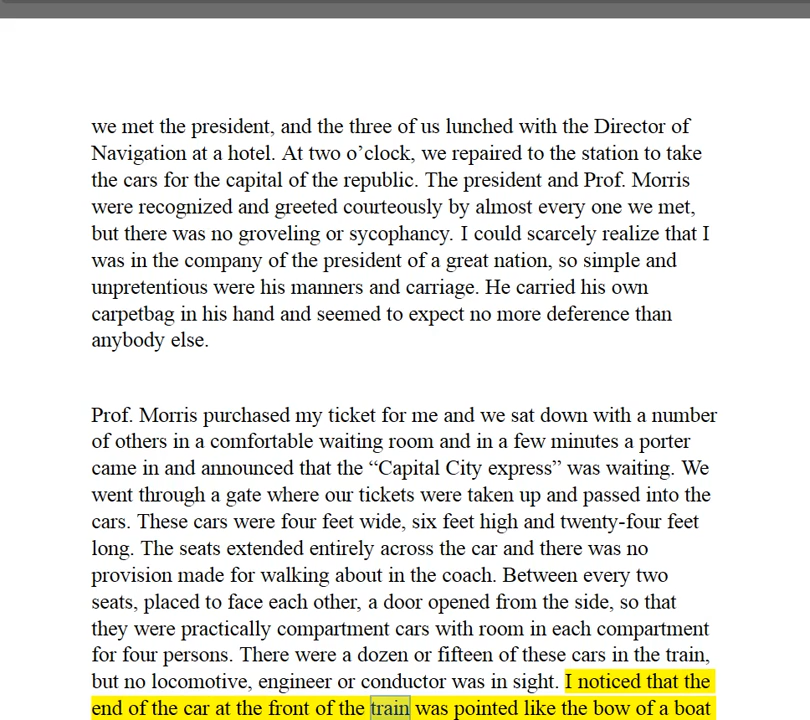 we met the president, and the three of us lunched with the Director of
Navigation at a hotel. At two o’clock, we repaired to the station to take
the cars for the capital of the republic. The president and Prof. Morris
were recognized and greeted courteously by almost every one we met,
but there was no groveling or sycophancy. I could scarcely realize that I
was in the company of the president of a great nation, so simple and
unpretentious were his manners and carriage. He carried his own
carpetbag in his hand and seemed to expect no more deference than
anybody else.
Prof. Morris purchased my ticket for me and we sat down with a number
of others in a comfortable waiting room and in a few minutes a porter
came in and announced that the “Capital City express” was waiting. We
went through a gate where our tickets were taken up and passed into the
cars. These cars were four feet wide, six feet high and twenty-four feet
long. The seats extended entirely across the car and there was no
provision made for walking about in the coach. Between every two
seats, placed to face each other, a door opened from the side, so that
they were practically compartment cars with room in each compartment
for four persons. There were a dozen or fifteen of these cars in the train,
but no locomotive, engineer or conductor was in sight. I noticed that the
end of the car at the front of the train was pointed like the bow of a boat